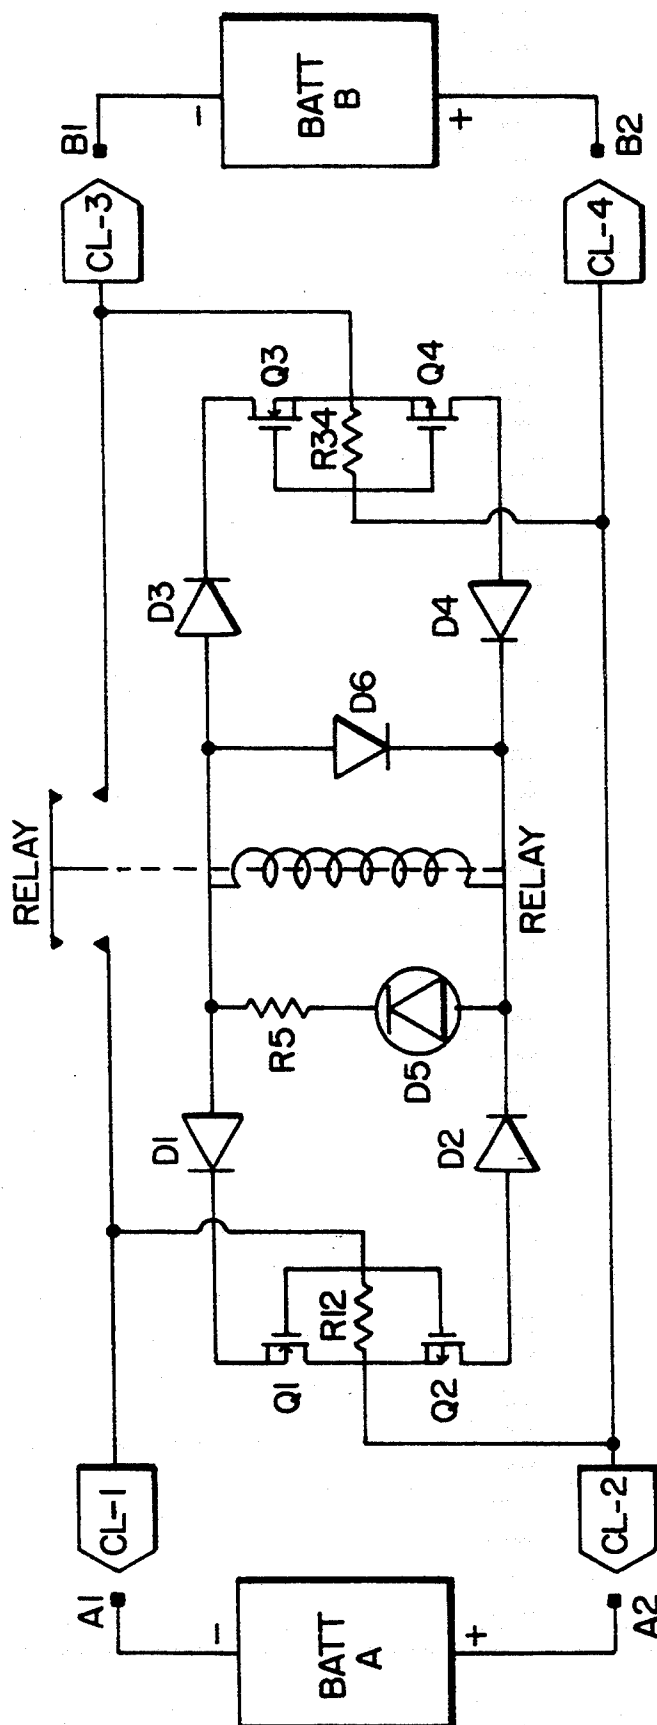 RELAY
A1
CL-1
CL-3
B1
D1
D3
Q1
R12
R5
D6
Q3
R34
BATT
A
-
+
BATT
B
-
+
Q2
D2
D5
RELAY
D4
Q4
A2
CL-2
CL-4
B2